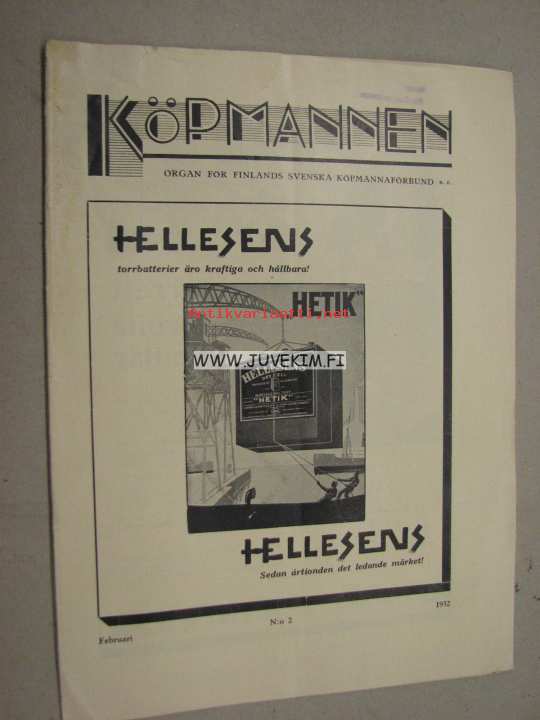 KÖPMANNEN
ORGAN FÖR FINLANDS SVENSKA KÖPMANNAFÖRBUND
HELLESENS
torrbatterier äro kraftiga och hållbara!
„HETIK“
Antikvariaatti.net
WWW.JUVEKIM.FI
HELLESENS
"HETIK"
HELLESENS
Sedan årtionden det ledande märket!
Februari
N:o 2
1932